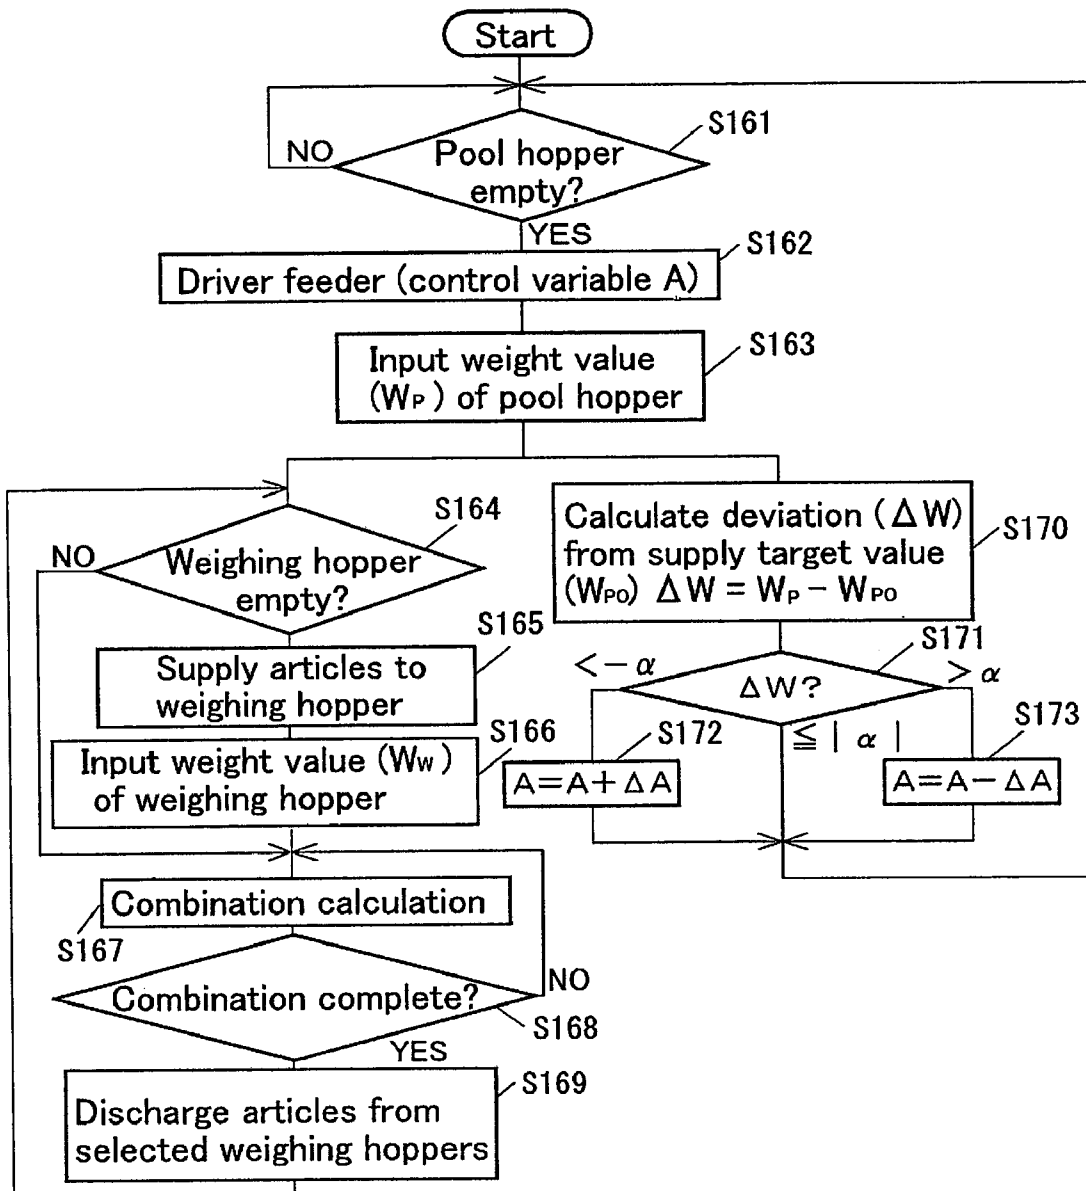 Start
S161
NO
Pool hopper
empty?
YES
S162
Driver feeder (control variable A)
S163
Input weight value
(WP) of pool hopper
S164
NO
Weighing hopper
empty?
S165
Supply articles to
weighing hopper
S166
Input weight value (WW)
of weighing hopper
Combination calculation
S167
Combination complete?
NO
S168
YES
S169
Discharge articles from
selected weighing hoppers
Calculate deviation (ΔW)
from supply target value
(WPO) ΔW = WP − WPO
S170
S171
< − α
> α
ΔW?
≦ | α |
S172
S173
A=A+ΔA
A=A−ΔA